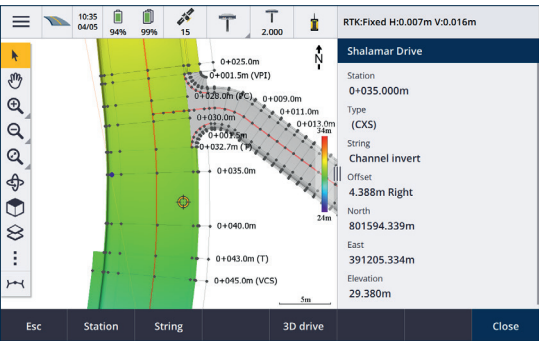 10:35
04/05
94%
99%
15
2.000
RTK:Fixed H:0.007m V:0.016m
Shalamar Drive
Station
0+035.000m
Type
(CXS)
String
Channel invert
Offset
4.388m Right
North
801594.339m
East
391205.334m
Elevation
29.380m
N
0+025.0m
0+001.5m (VPI)
0+028.0m (PC)
0+009.0m
0+011.0m
0+013.0m
0+030.0m
34m
0+032.7m (T)
0+035.0m
24m
0+040.0m
0+043.0m (T)
0+045.0m (VCS)
5m
Esc
Station
String
3D drive
Close